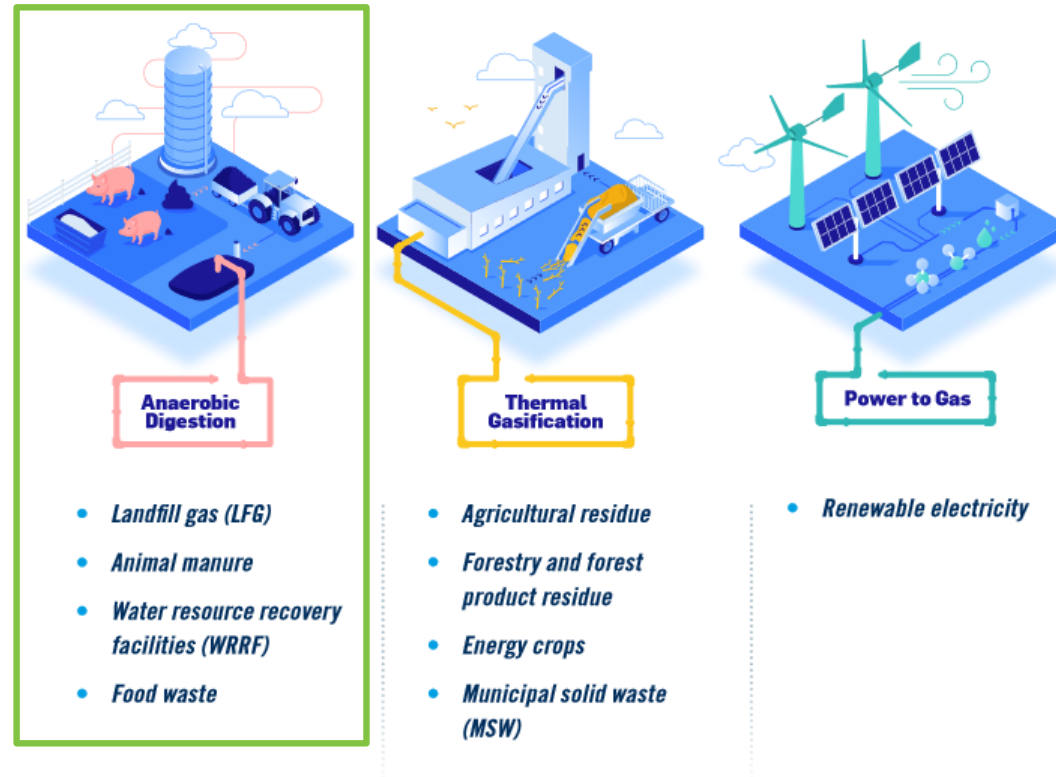 Anaerobic
Digestion
Landfill gas (LFG)
Animal manure
Water resource recovery
facilities (WRRF)
Food waste
Thermal
Gasification
Agricultural residue
Forestry and forest
product residue
Energy crops
Municipal solid waste
(MSW)
Power to Gas
Renewable electricity